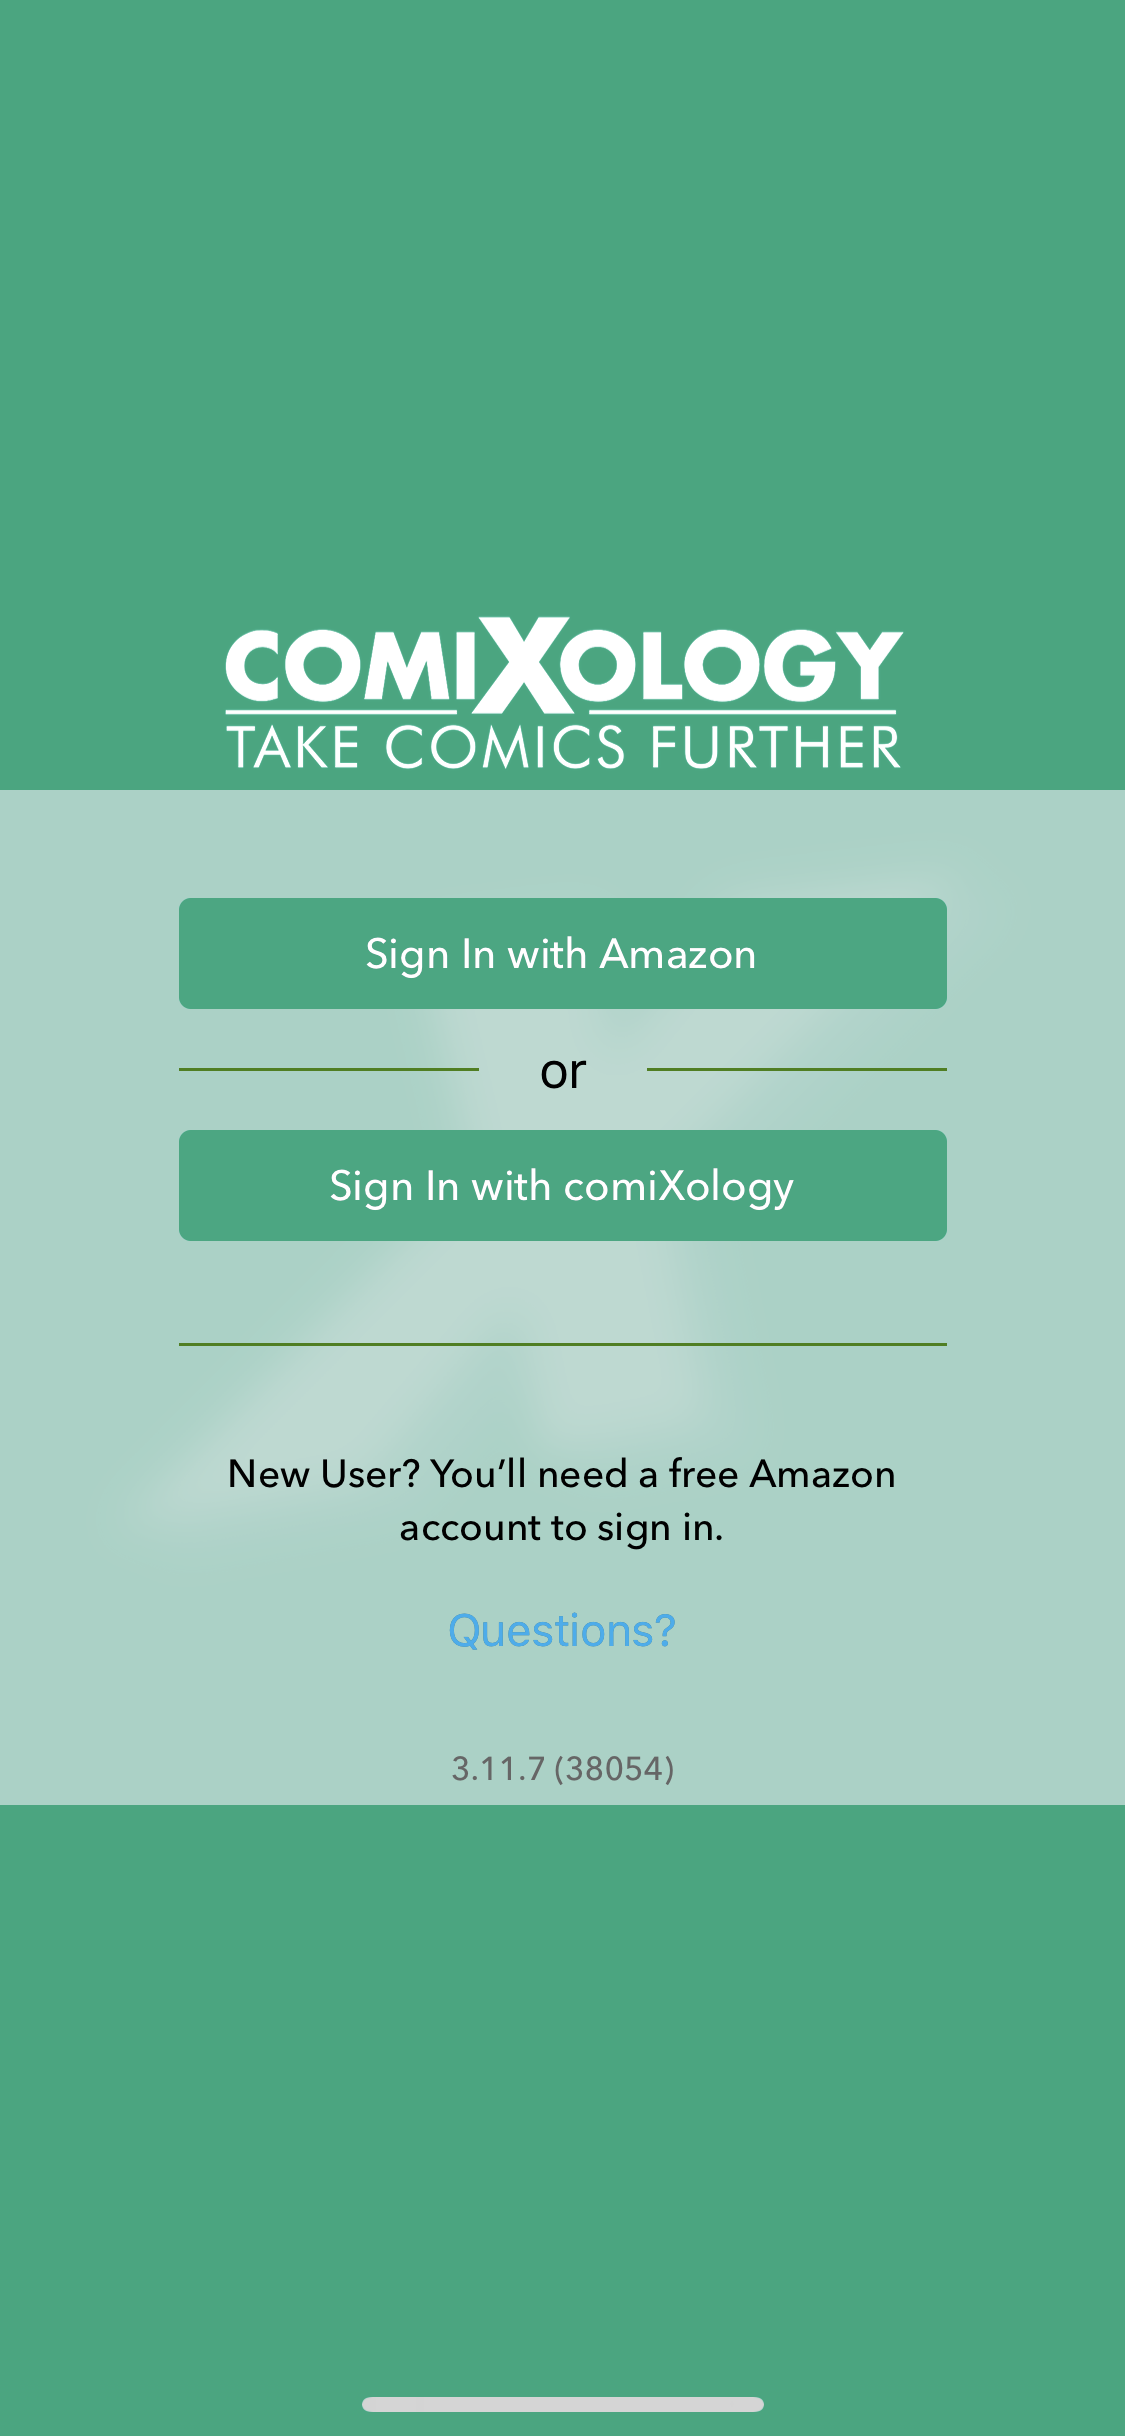 COMIXOLOGY
TAKE COMICS FURTHER
Sign In with Amazon
or
Sign In with comiXology
New User? You’ll need a free Amazon
account to sign in.
Questions?
3.11.7 (38054)